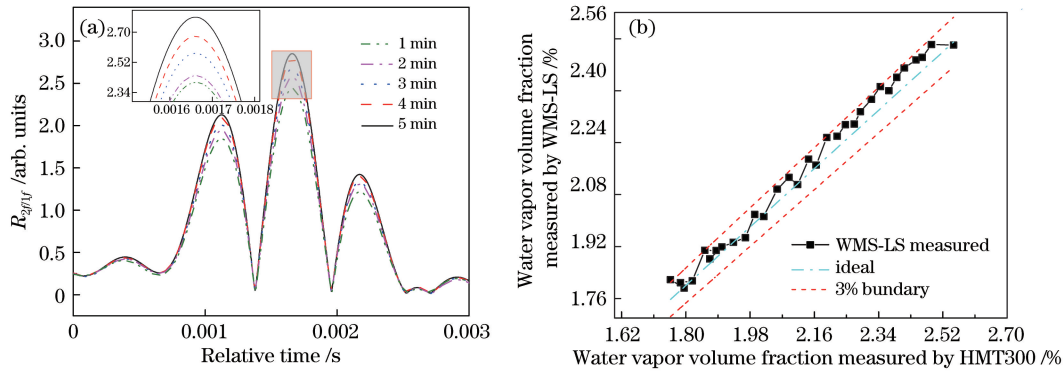 (a)
2.70
2.52
2.34
0.0016 0.0017 0.0018
3.0
2.5
2.0
1.5
1.0
0.5
0
R2f/1f /arb. units
1 min
2 min
3 min
4 min
5 min
0 0.001 0.002 0.003
Relative time /s
(b)
2.56
2.40
2.24
2.08
1.92
1.76
Water vapor volume fraction
measured by WMS-LS /%
WMS-LS measured
ideal
3% bundary
1.62 1.80 1.98 2.16 2.34 2.52 2.70
Water vapor volume fraction measured by HMT300 /%